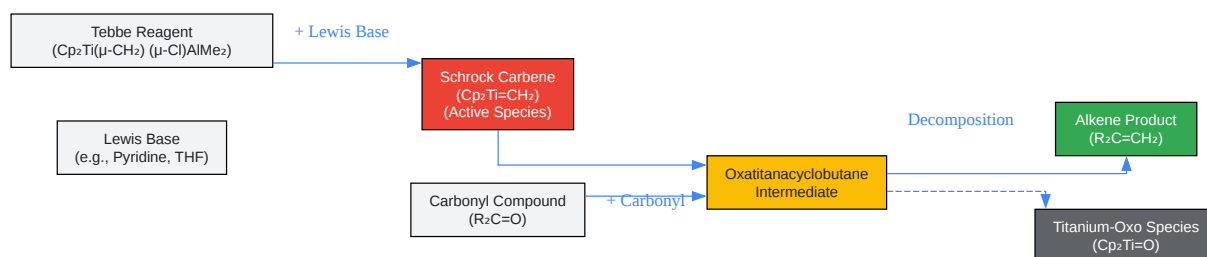 Tebbe Reagent
(Cp₂Ti(μ-CH₂) (μ-Cl)AlMe₂)
+ Lewis Base
Lewis Base
(e.g., Pyridine, THF)
Schrock Carbene
(Cp₂Ti=CH₂)
(Active Species)
Carbonyl Compound
(R₂C=O)
+ Carbonyl
Oxatitanacyclobutane
Intermediate
Decomposition
Alkene Product
(R₂C=CH₂)
Titanium-Oxo Species
(Cp₂Ti=O)